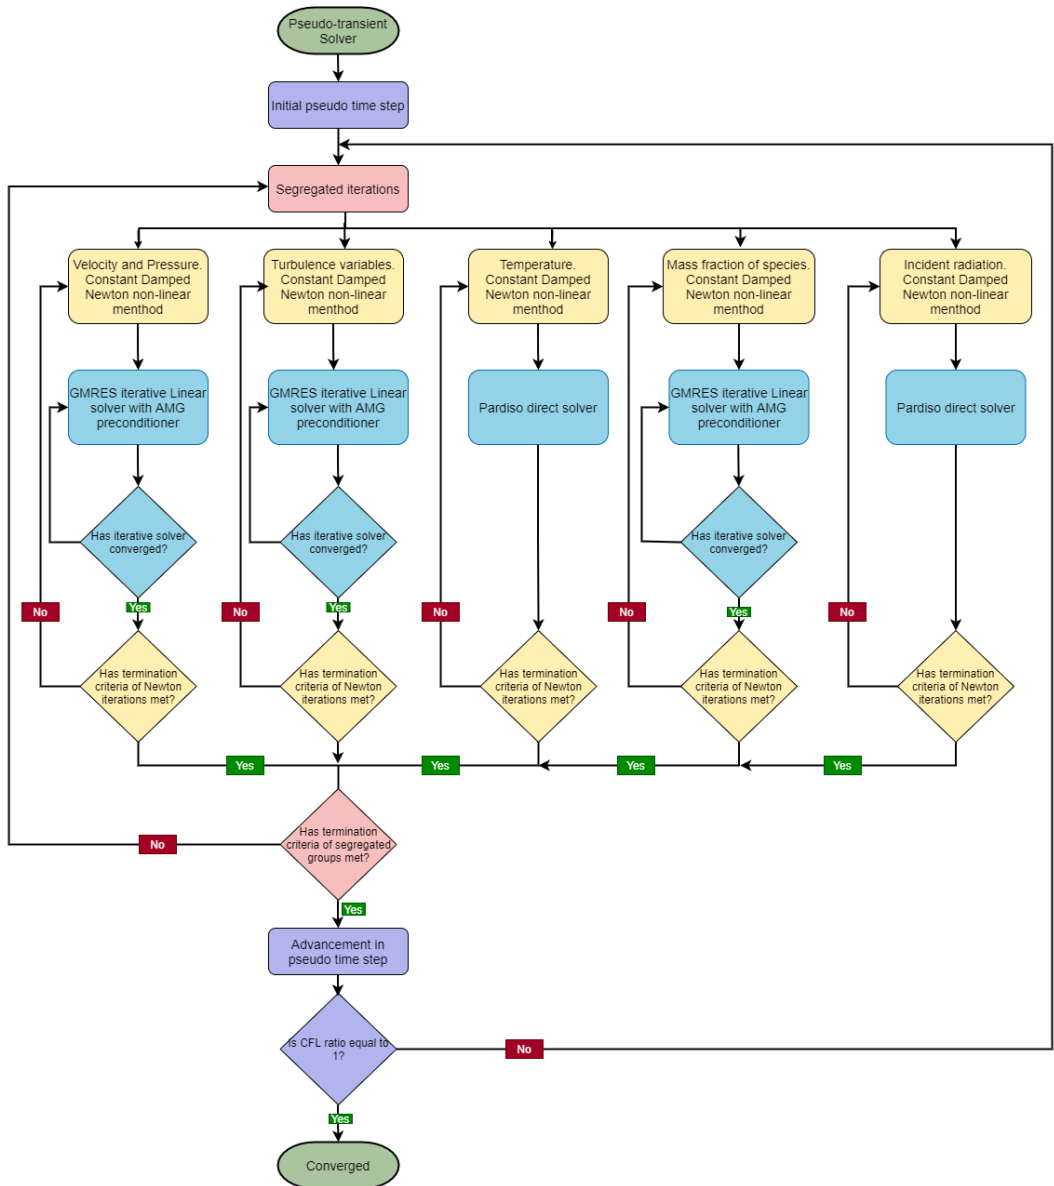 Pseudo-transient
Solver
Initial pseudo time step
Segregated iterations
Velocity and Pressure.
Constant Damped
Newton non-linear
menthod
Turbulence variables.
Constant Damped
Newton non-linear
menthod
Temperature.
Constant Damped
Newton non-linear
menthod
Mass fraction of species.
Constant Damped
Newton non-linear
menthod
Incident radiation.
Constant Damped
Newton non-linear
menthod
GMRES iterative Linear
solver with AMG
preconditioner
GMRES iterative Linear
solver with AMG
preconditioner
Pardiso direct solver
GMRES iterative Linear
solver with AMG
preconditioner
Pardiso direct solver
Has iterative solver
converged?
Has iterative solver
converged?
Has iterative solver
converged?
No
Yes
No
Yes
No
No
Yes
No
Has termination
criteria of Newton
iterations met?
Has termination
criteria of Newton
iterations met?
Has termination
criteria of Newton
iterations met?
Has termination
criteria of Newton
iterations met?
Has termination
criteria of Newton
iterations met?
Yes
Yes
Yes
Yes
Has termination
criteria of segregated
groups met?
No
Yes
Advancement in
pseudo time step
Is CFL ratio equal to
1?
No
Yes
Converged